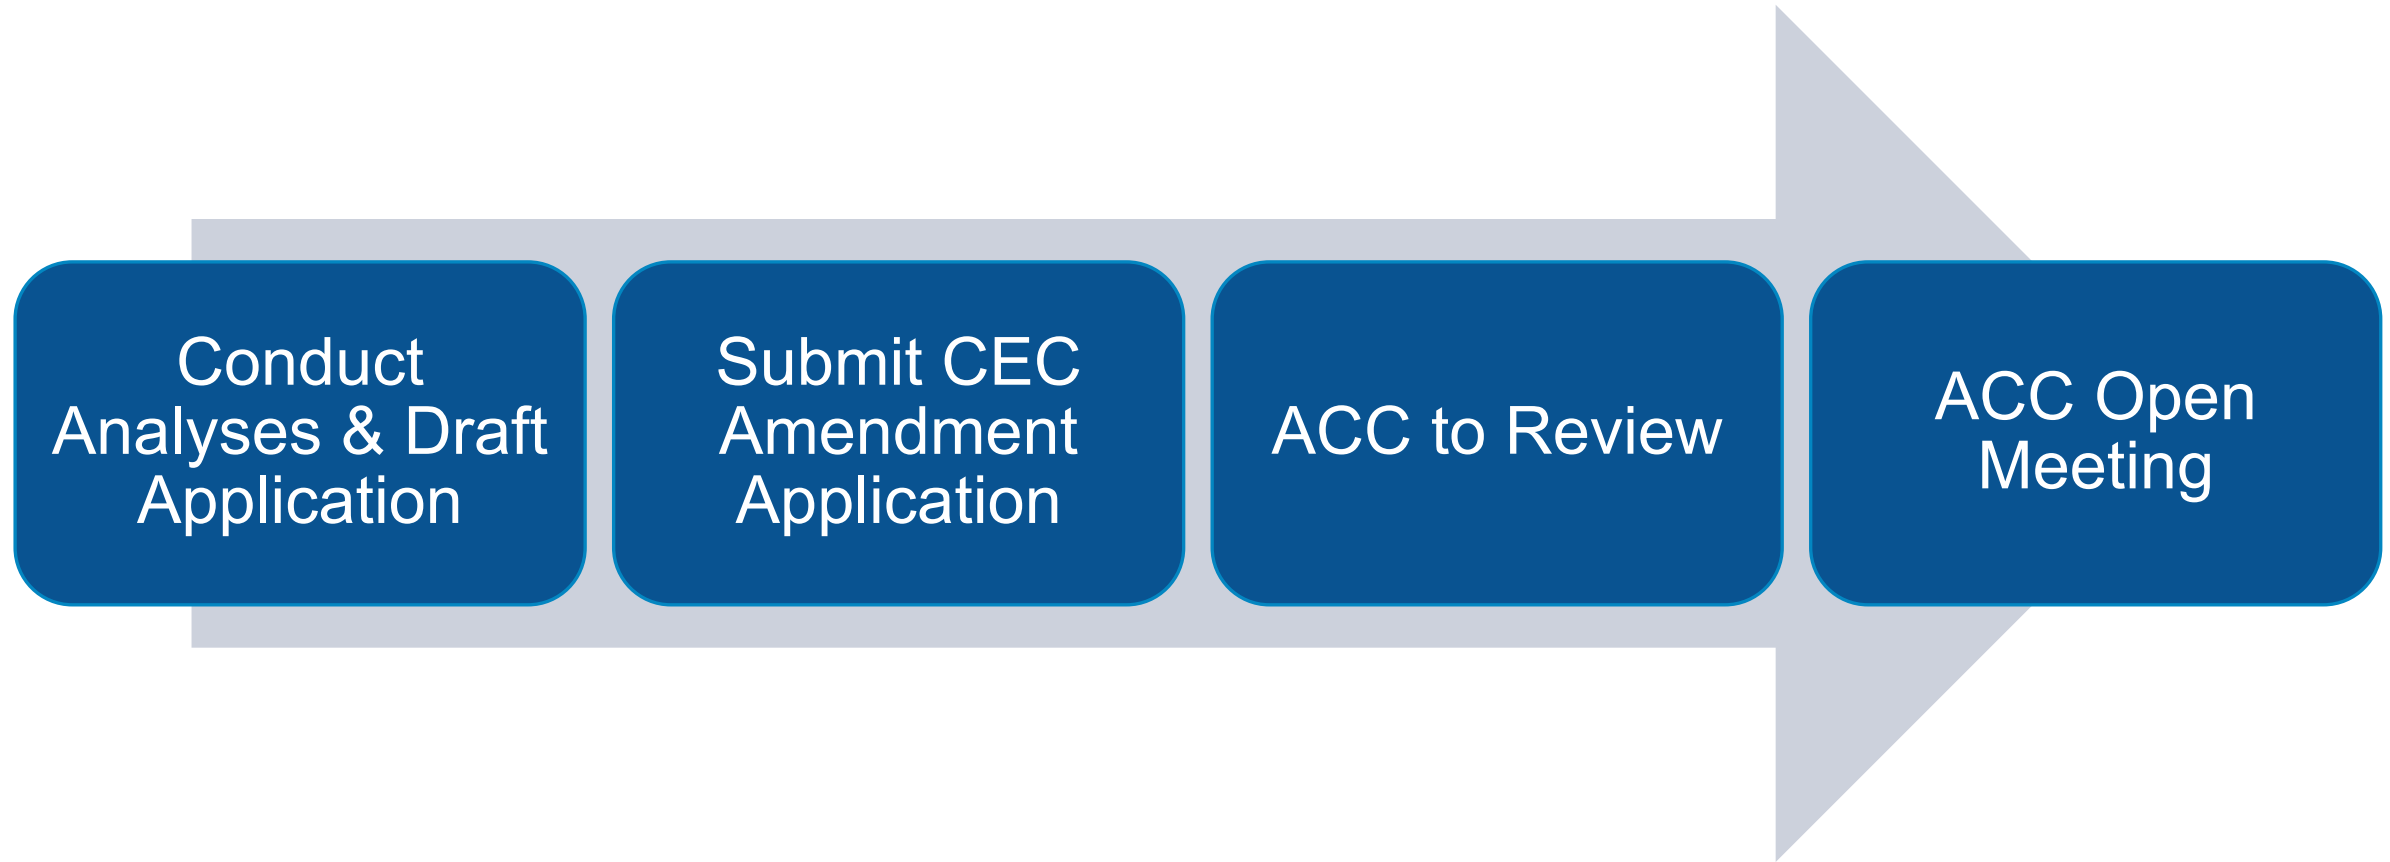 Conduct
Analyses & Draft
Application
Submit CEC
Amendment
Application
ACC to Review
ACC Open
Meeting